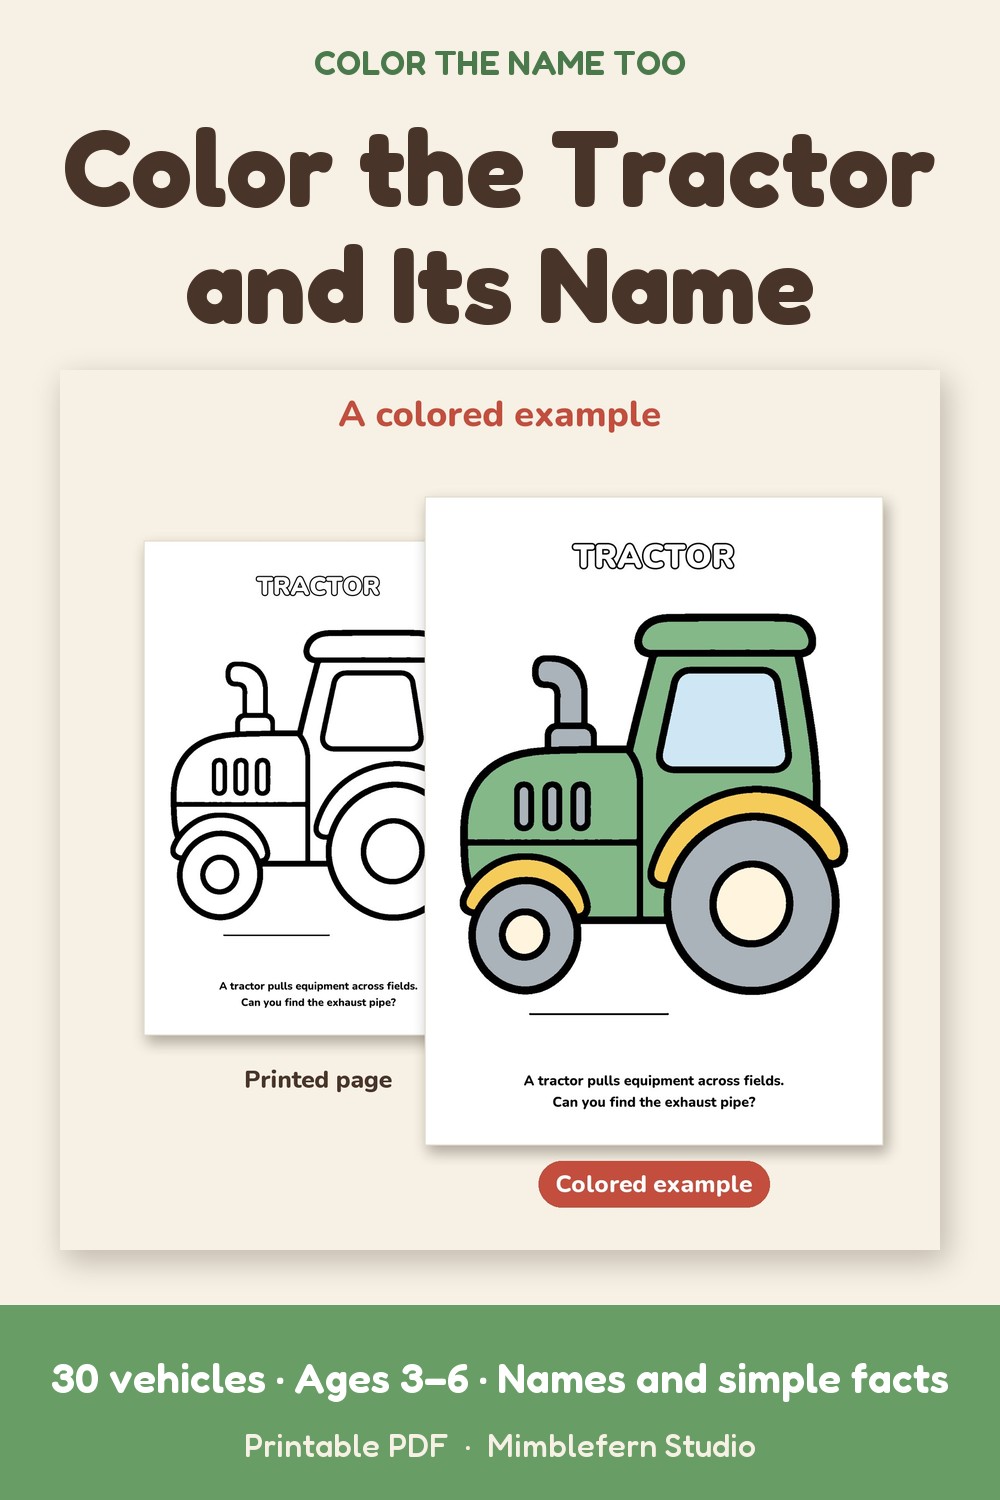 COLOR THE NAME TOO
Color the Tractor
and Its Name
A colored example
TRACTOR
A tractor pulls equipment across fields.
Can you find the exhaust pipe?
Printed page
TRACTOR
A tractor pulls equipment across fields.
Can you find the exhaust pipe?
Colored example
30 vehicles · Ages 3–6 · Names and simple facts
Printable PDF · Mimblefern Studio